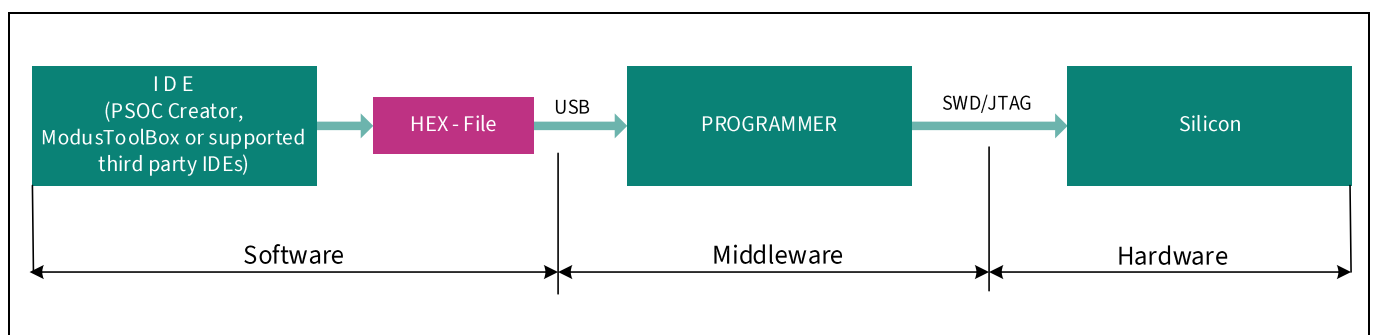 I D E
(PSOC Creator,
ModusToolBox or supported
third party IDEs)
HEX - File
USB
PROGRAMMER
SWD/JTAG
Silicon
Software
Middleware
Hardware